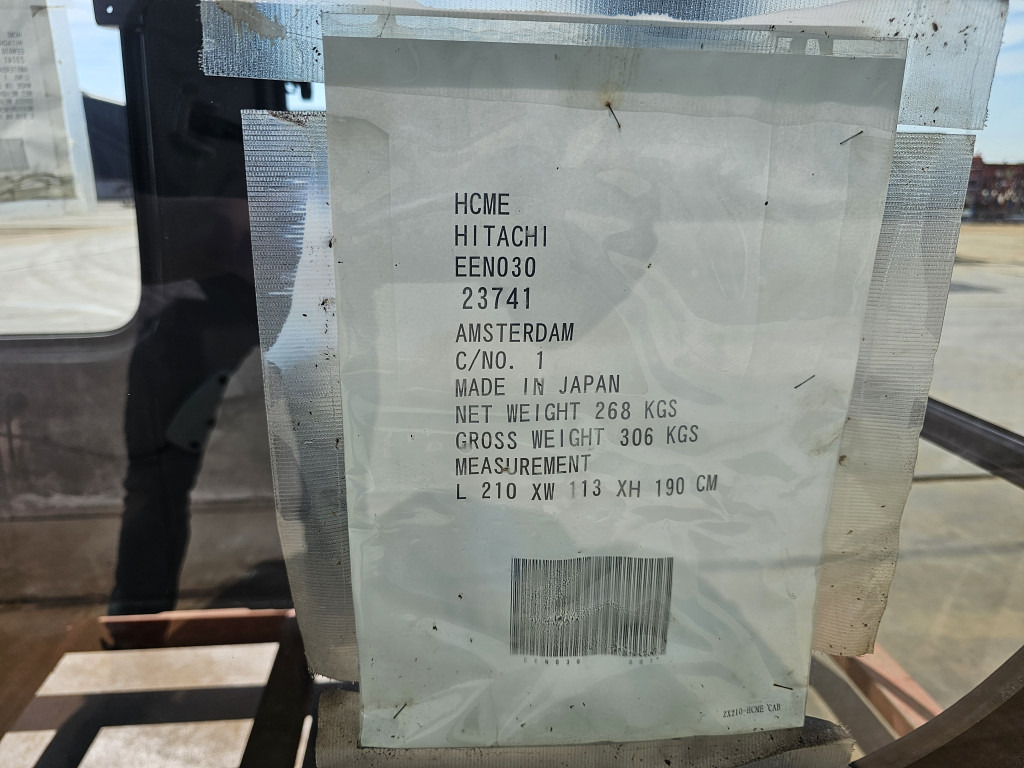 HCME
HITACHI
EEN030
23741
AMSTERDAM
C/NO. 1
MADE IN JAPAN
NET WEIGHT 268 KGS
GROSS WEIGHT 306 KGS
MEASUREMENT
L 210 XW 113 XH 190 CM
EEN030
ZX210-HCME CAB